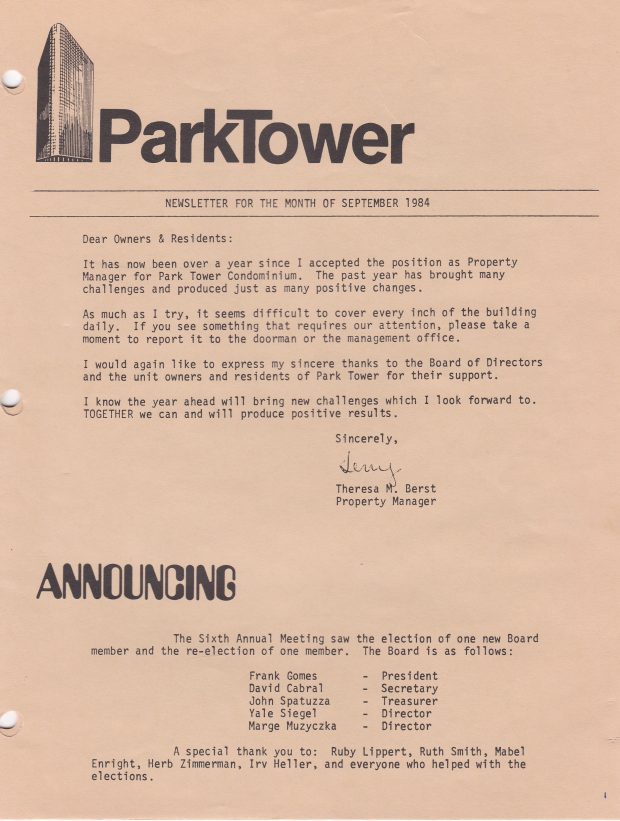 ParkTower
NEWSLETTER FOR THE MONTH OF SEPTEMBER 1984
Dear Owners & Residents:
It has now been over a year since I accepted the position as Property
Manager for Park Tower Condominium. The past year has brought many
challenges and produced just as many positive changes.
As much as I try, it seems difficult to cover every inch of the building
daily. If you see something that requires our attention, please take a
moment to report it to the doorman or the management office.
I would again like to express my sincere thanks to the Board of Directors
and the unit owners and residents of Park Tower for their support.
I know the year ahead will bring new challenges which I look forward to.
TOGETHER we can and will produce positive results.
Sincerely,
Terry
Theresa M. Berst
Property Manager
ANNOUNCING
The Sixth Annual Meeting saw the election of one new Board
member and the re-election of one member. The Board is as follows:
Frank Gomes - President
David Cabral - Secretary
John Spatuzza - Treasurer
Yale Siegel - Director
Marge Muzyczka - Director
A special thank you to: Ruby Lippert, Ruth Smith, Mabel
Enright, Herb Zimmerman, Irv Heller, and everyone who helped with the
elections.